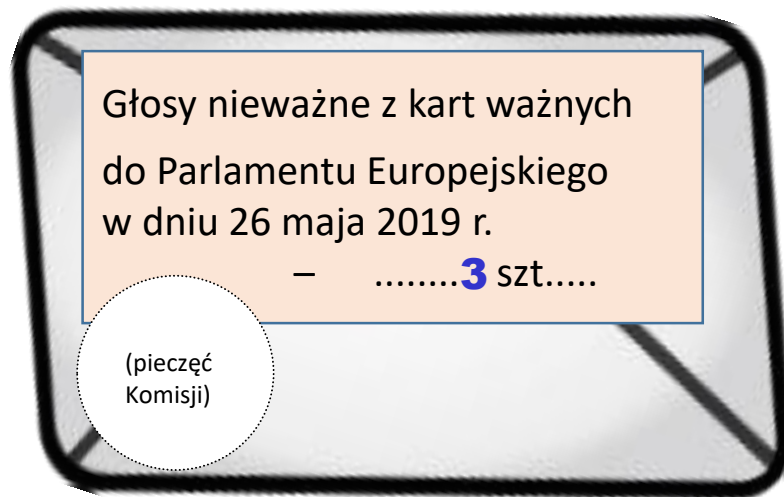 Głosy nieważne z kart ważnych
do Parlamentu Europejskiego
w dniu 26 maja 2019 r.
– ........3 szt.....
(pieczęć
Komisji)